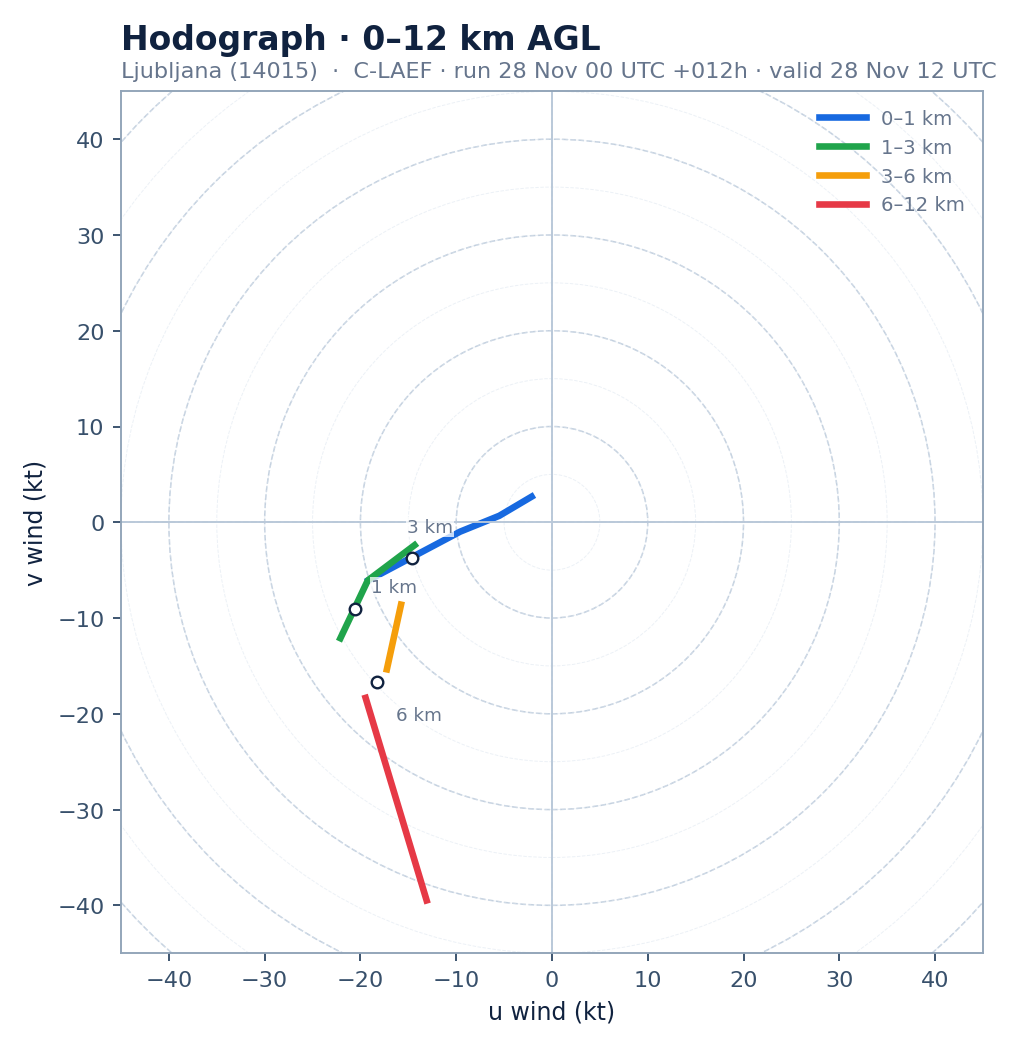 Hodograph · 0–12 km AGL
Ljubljana (14015) · C-LAEF · run 28 Nov 00 UTC +012h · valid 28 Nov 12 UTC
0–1 km
1–3 km
3–6 km
6–12 km
40
30
20
10
0
−10
−20
−30
−40
v wind (kt)
3 km
1 km
6 km
−40
−30
−20
−10
0
10
20
30
40
u wind (kt)